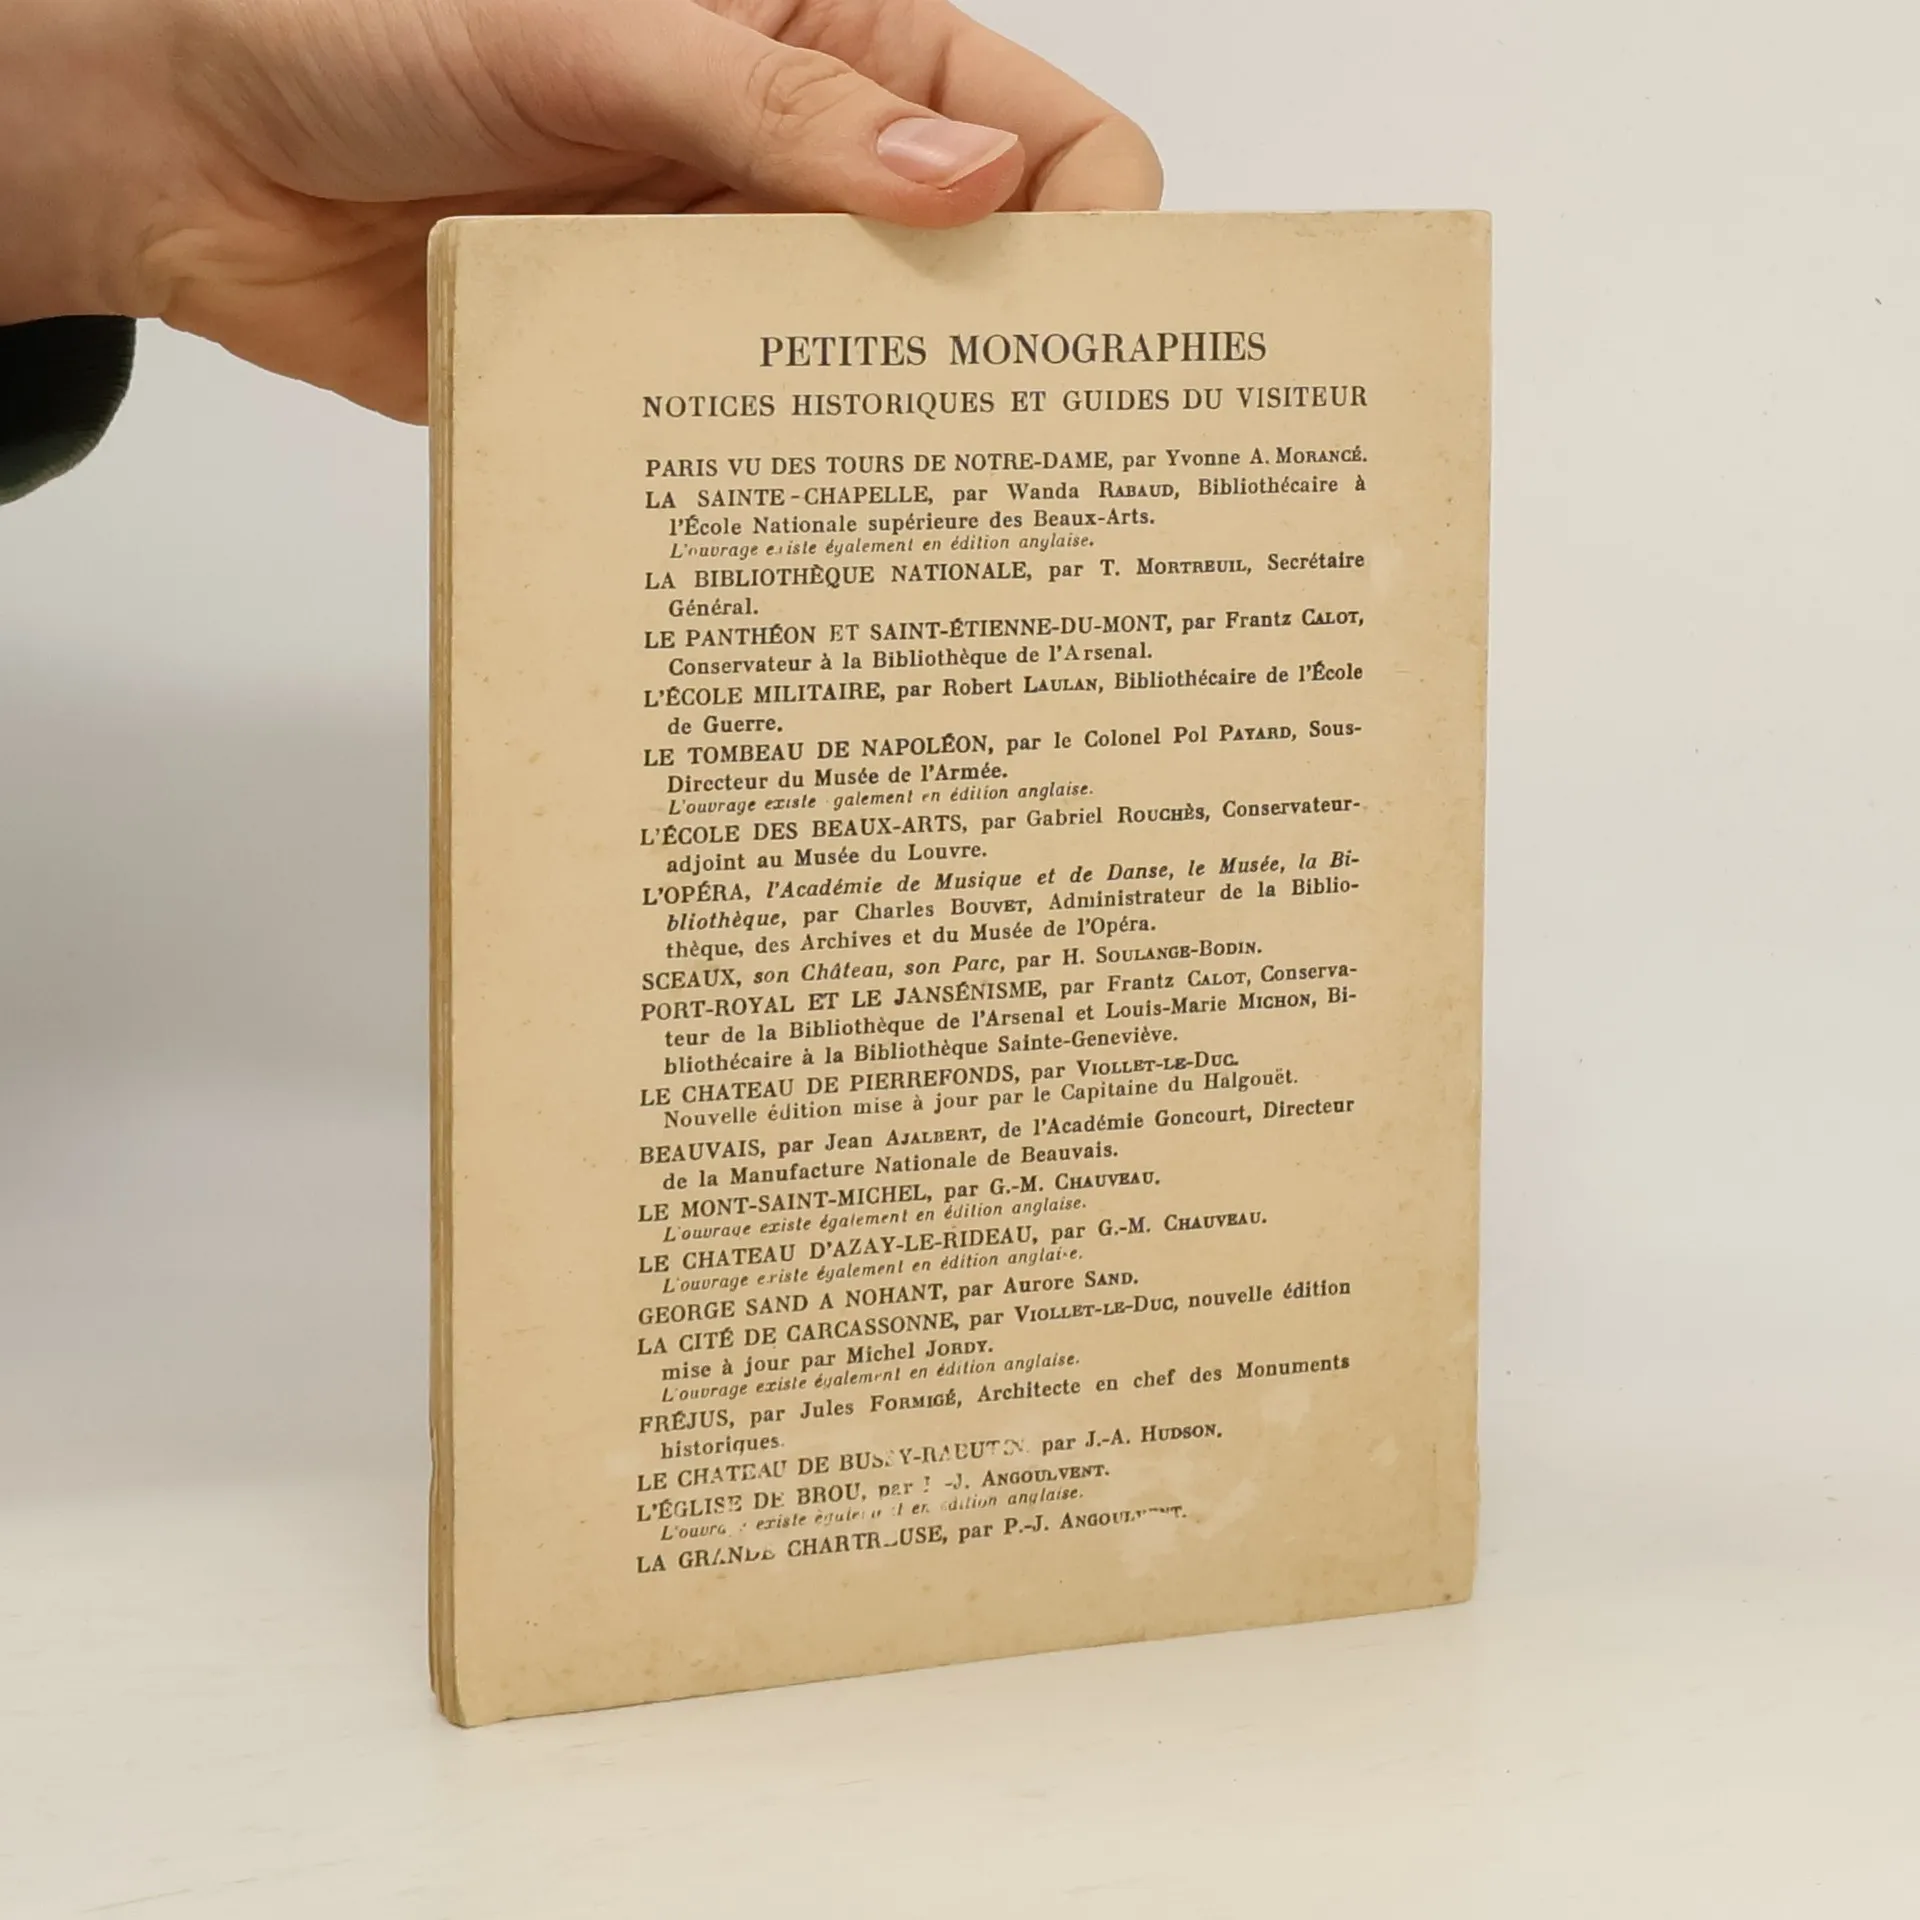 PETITES MONOGRAPHIES
NOTICES HISTORIQUES ET GUIDES DU VISITEUR
PARIS VU DES TOURS DE NOTRE-DAME, par Yvonne A. MORANCÉ.
LA SAINTE-CHAPELLE, par Wanda RABAUD, Bibliothécaire à
l'École Nationale supérieure des Beaux-Arts.
L'ouvrage existe également en édition anglaise.
LA BIBLIOTHÈQUE NATIONALE, par T. MORTREUIL, Secrétaire
Général.
LE PANTHÉON ET SAINT-ÉTIENNE-DU-MONT, par Frantz CALOT,
Conservateur à la Bibliothèque de l'Arsenal.
L'ÉCOLE MILITAIRE, par Robert LAULAN, Bibliothécaire de l'École
de Guerre.
LE TOMBEAU DE NAPOLÉON, par le Colonel Pol PAYARD, Sous-
Directeur du Musée de l'Armée.
L'ouvrage existe galement en édition anglaise.
L'ÉCOLE DES BEAUX-ARTS, par Gabriel ROUCHÈS, Conservateur-
adjoint au Musée du Louvre.
L'OPÉRA, l'Académie de Musique et de Danse, le Musée, la Bi-
bliothèque, par Charles BOUVET, Administrateur de la Biblio-
thèque, des Archives et du Musée de l'Opéra.
SCEAUX, son Château, son Parc, par H. SOULANGE-BODIN.
PORT-ROYAL ET LE JANSÉNISME, par Frantz CALOT, Conserva-
teur de la Bibliothèque de l'Arsenal et Louis-Marie MICHON, Bi-
bliothécaire à la Bibliothèque Sainte-Geneviève.
LE CHATEAU DE PIERREFONDS, par VIOLLET-LE-DUC.
Nouvelle édition mise à jour par le Capitaine du Halgouët.
BEAUVAIS, par Jean AJALBERT, de l'Académie Goncourt, Directeur
de la Manufacture Nationale de Beauvais.
LE MONT-SAINT-MICHEL, par G.-M. CHAUVEAU.
L'ouvrage existe également en édition anglaise.
LE CHATEAU D'AZAY-LE-RIDEAU, par G.-M. CHAUVEAU.
L'ouvrage existe également en édition anglaise.
GEORGE SAND A NOHANT, par Aurore SAND.
LA CITÉ DE CARCASSONNE, par VIOLLET-LE-DUC, nouvelle édition
mise à jour par Michel JORDY.
L'ouvrage existe également en édition anglaise.
FRÉJUS, par Jules FORMIGÉ, Architecte en chef des Monuments
historiques.
LE CHATEAU DE BUSSY-RABUTIN, par J.-A. HUDSON.
L'ÉGLISE DE BROU, par -J. ANGOULVENT.
existe en édition anglaise.
LA GRANDE CHARTREUSE, par P.-J. ANGOULVENT.